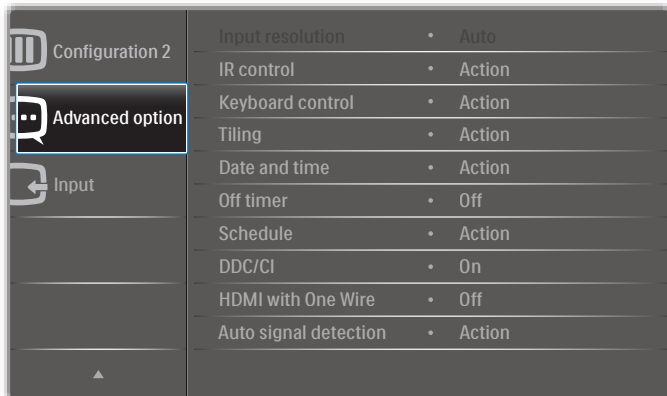 Configuration 2
Advanced option
Input
Input resolution • Auto
IR control • Action
Keyboard control • Action
Tiling • Action
Date and time • Action
Off timer • Off
Schedule • Action
DDC/CI • On
HDMI with One Wire • Off
Auto signal detection • Action